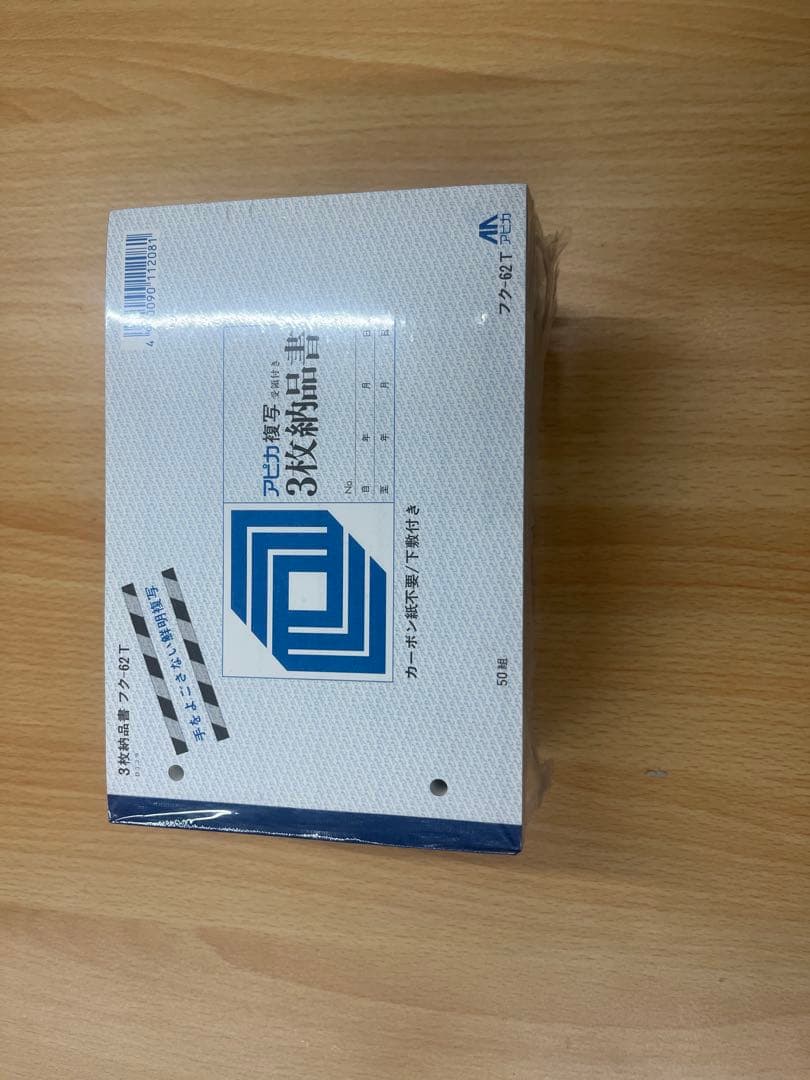 3枚納品書 フク-62T
手をよごさない鮮明複写
アピカ複写 受領付き
3枚納品書
No.
自 年 月 日
至 年 月 日
カーボン紙不要/下敷付き
50組
フク-62T
アピカ
090 112081